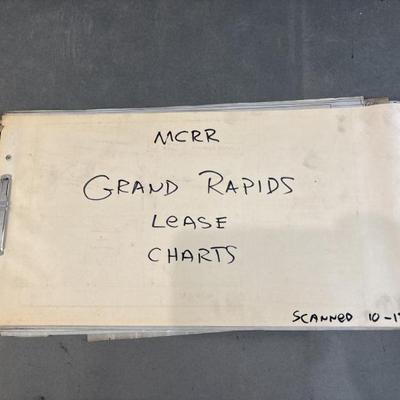 MCRR
GRAND RAPIDS
LeASE
CHARTS
SCANNeD 10-1